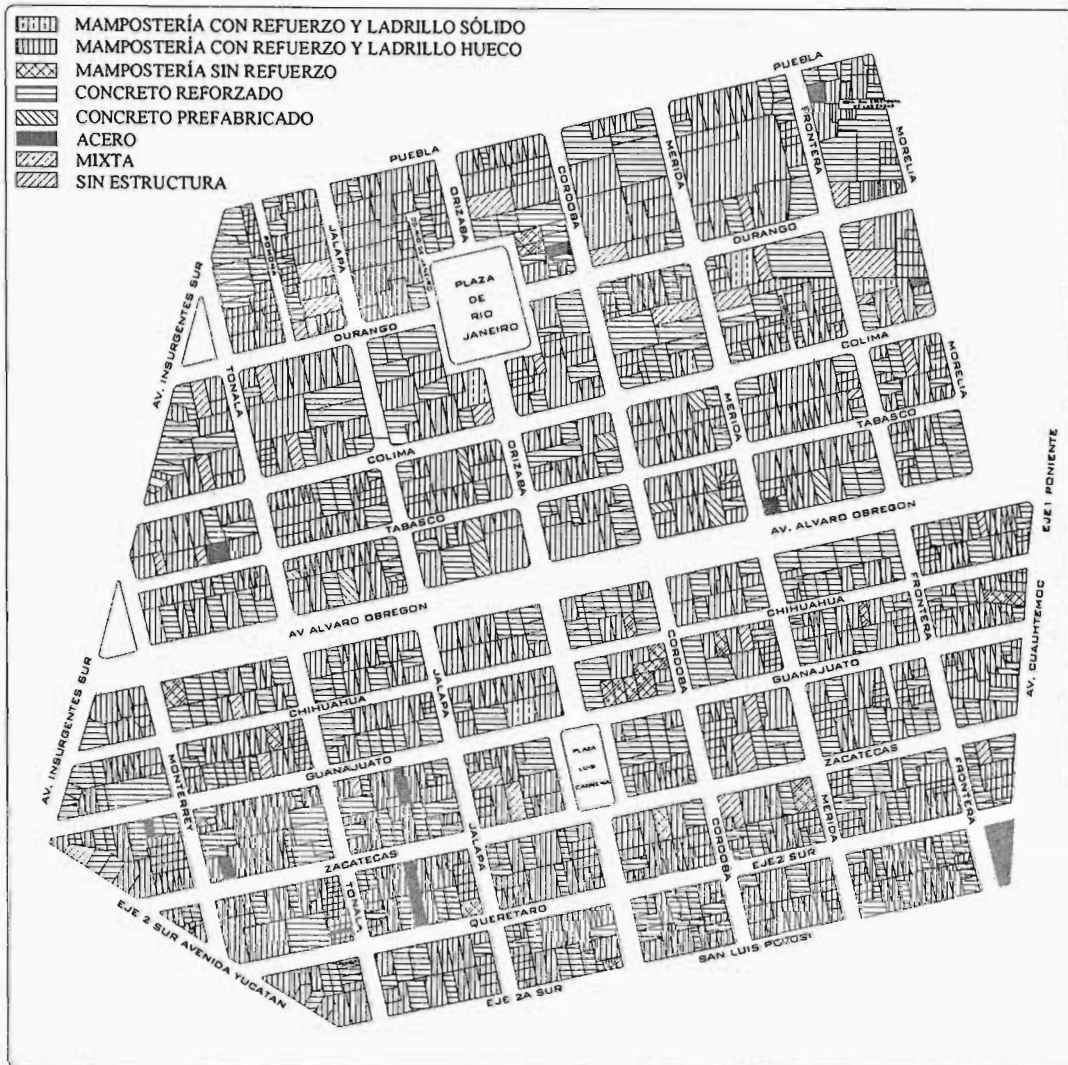 MAMPOSTERÍA CON REFUERZO Y LADRILLO SÓLIDO
MAMPOSTERÍA CON REFUERZO Y LADRILLO HUECO
MAMPOSTERÍA SIN REFUERZO
CONCRETO REFORZADO
CONCRETO PREFABRICADO
ACERO
MIXTA
SIN ESTRUCTURA
PUEBLA
PUEBLA
FRONTERA
MORELIA
MERIDA
CORDOBA
ORIZABA
JALAPA
DURANGO
PLAZA
DE
RIO
JANEIRO
AV. INSURGENTES SUR
DURANGO
TONALA
COLIMA
MORELIA
MERIDA
TABASCO
COLIMA
ORIZABA
TABASCO
AV. ALVARO OBREGON
EJE 1 PONIENTE
AV ALVARO OBREGON
CHIHUAHUA
FRONTERA
AV. CUAUHTEMOC
CORDOBA
GUANAJUATO
JALAPA
CHIHUAHUA
AV. INSURGENTES SUR
MONTERREY
GUANAJUATO
PLAZA
LUIS
ZACATECAS
FRONTERA
MERIDA
CORDOBA
JALAPA
ZACATECAS
TONALA
EJE2 SUR
QUERETARO
EJE 2 SUR AVENIDA YUCATAN
SAN LUIS POTOSI
EJE 2A SUR